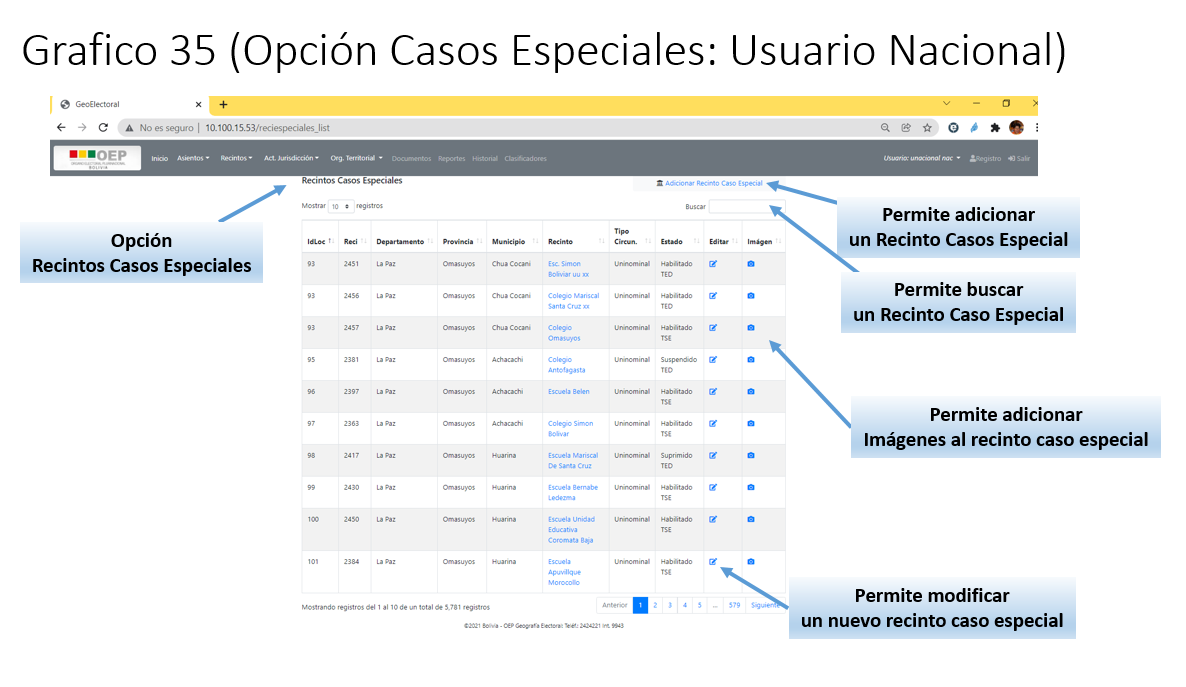 Grafico 35 (Opción Casos Especiales: Usuario Nacional)
GeoElectoral
No es seguro | 10.100.15.53/reciespeciales_list
OEP
ÓRGANO ELECTORAL PLURINACIONAL
BOLIVIA
Inicio Asientos Recintos Act. Jurisdicción Org. Territorial Documentos Reportes Historial Clasificadores Usuario: unacional nac Registro Salir
Recintos Casos Especiales
Adicionar Recinto Caso Especial
Mostrar 10 registros
Buscar
Opción
Recintos Casos Especiales
Permite adicionar
un Recinto Casos Especial
Permite buscar
un Recinto Caso Especial
Permite adicionar
Imágenes al recinto caso especial
Permite modificar
un nuevo recinto caso especial
IdLoc Reci Departamento Provincia Municipio Recinto Tipo Circun. Estado Editar Imágen
93 2451 La Paz Omasuyos Chua Cocani Esc. Simon Boliviar uu xx Uninominal Habilitado TED
93 2456 La Paz Omasuyos Chua Cocani Colegio Mariscal Santa Cruz xx Uninominal Habilitado TED
93 2457 La Paz Omasuyos Chua Cocani Colegio Omasuyos Uninominal Habilitado TSE
95 2381 La Paz Omasuyos Achacachi Colegio Antofagasta Uninominal Suspendido TED
96 2397 La Paz Omasuyos Achacachi Escuela Belen Uninominal Habilitado TSE
97 2363 La Paz Omasuyos Achacachi Colegio Simon Bolivar Uninominal Habilitado TSE
98 2417 La Paz Omasuyos Huarina Escuela Mariscal De Santa Cruz Uninominal Suprimido TED
99 2430 La Paz Omasuyos Huarina Escuela Bernabe Ledezma Uninominal Habilitado TSE
100 2450 La Paz Omasuyos Huarina Escuela Unidad Educativa Coromata Baja Uninominal Habilitado TSE
101 2384 La Paz Omasuyos Huarina Escuela Apuvillque Morocollo Uninominal Habilitado TSE
Mostrando registros del 1 al 10 de un total de 5,781 registros
Anterior 1 2 3 4 5 ... 579 Siguiente
©2021 Bolivia - OEP Geografía Electoral: Teléf.: 2424221 Int. 9943